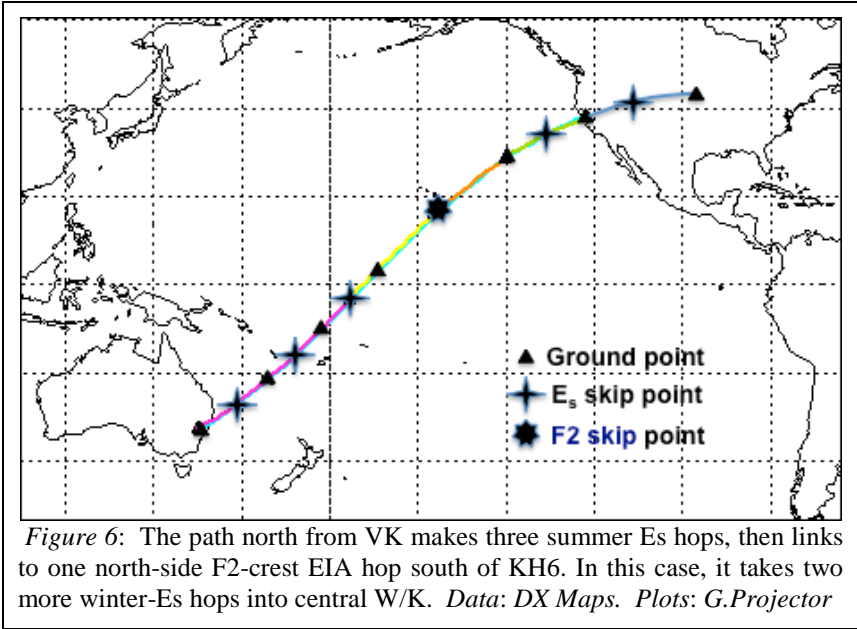 Ground point
Es skip point
F2 skip point
Figure 6: The path north from VK makes three summer Es hops, then links
to one north-side F2-crest EIA hop south of KH6. In this case, it takes two
more winter-Es hops into central W/K. Data: DX Maps. Plots: G.Projector